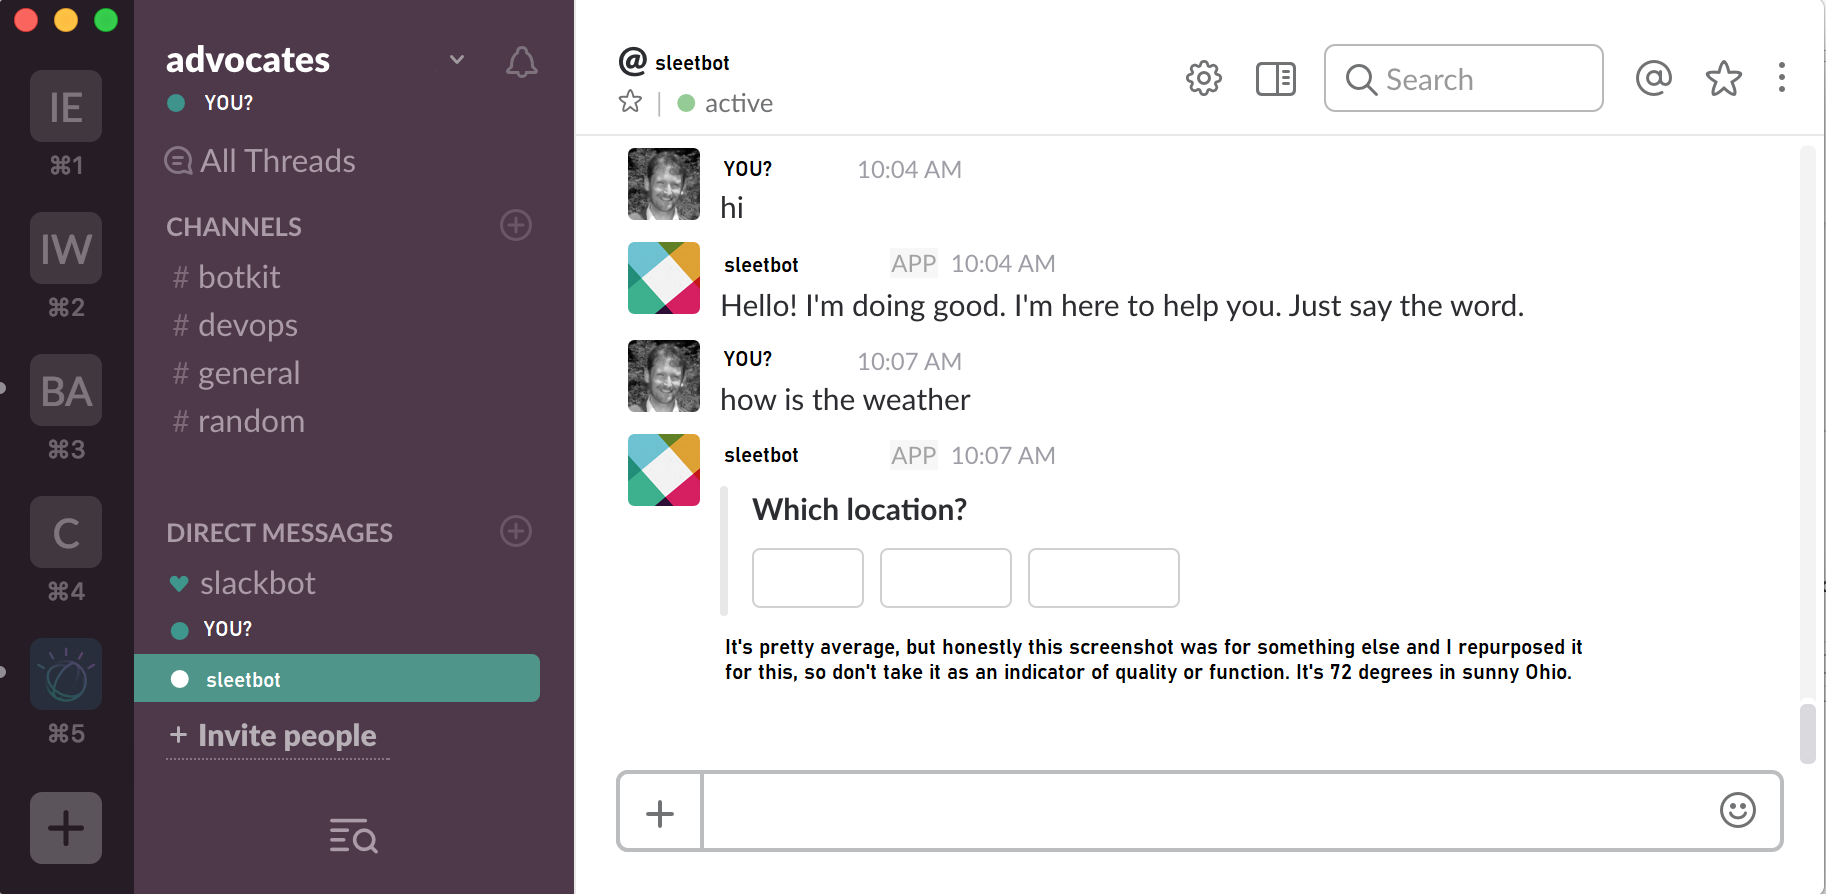 IE
⌘1
IW
⌘2
BA
⌘3
C
⌘4
⌘5
advocates
YOU?
All Threads
CHANNELS
# botkit
# devops
# general
# random
DIRECT MESSAGES
slackbot
YOU?
sleetbot
+ Invite people
@ sleetbot
| active
Search
YOU? 10:04 AM
hi
sleetbot APP 10:04 AM
Hello! I'm doing good. I'm here to help you. Just say the word.
YOU? 10:07 AM
how is the weather
sleetbot APP 10:07 AM
Which location?
It's pretty average, but honestly this screenshot was for something else and I repurposed it
for this, so don't take it as an indicator of quality or function. It's 72 degrees in sunny Ohio.